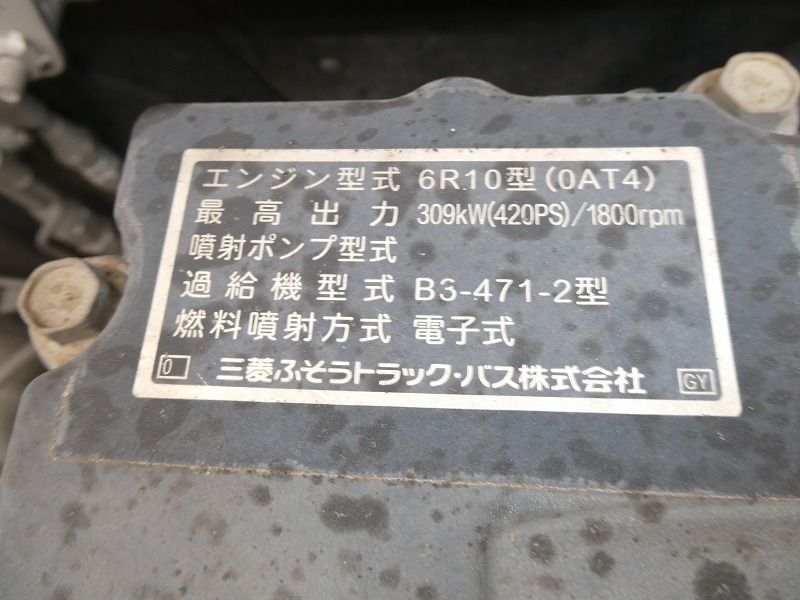 エンジン型式 6R10型(0AT4)
最高出力 309kW(420PS)/1800rpm
噴射ポンプ型式
過給機型式 B3-471-2型
燃料噴射方式 電子式
0 三菱ふそうトラック・バス株式会社 GY